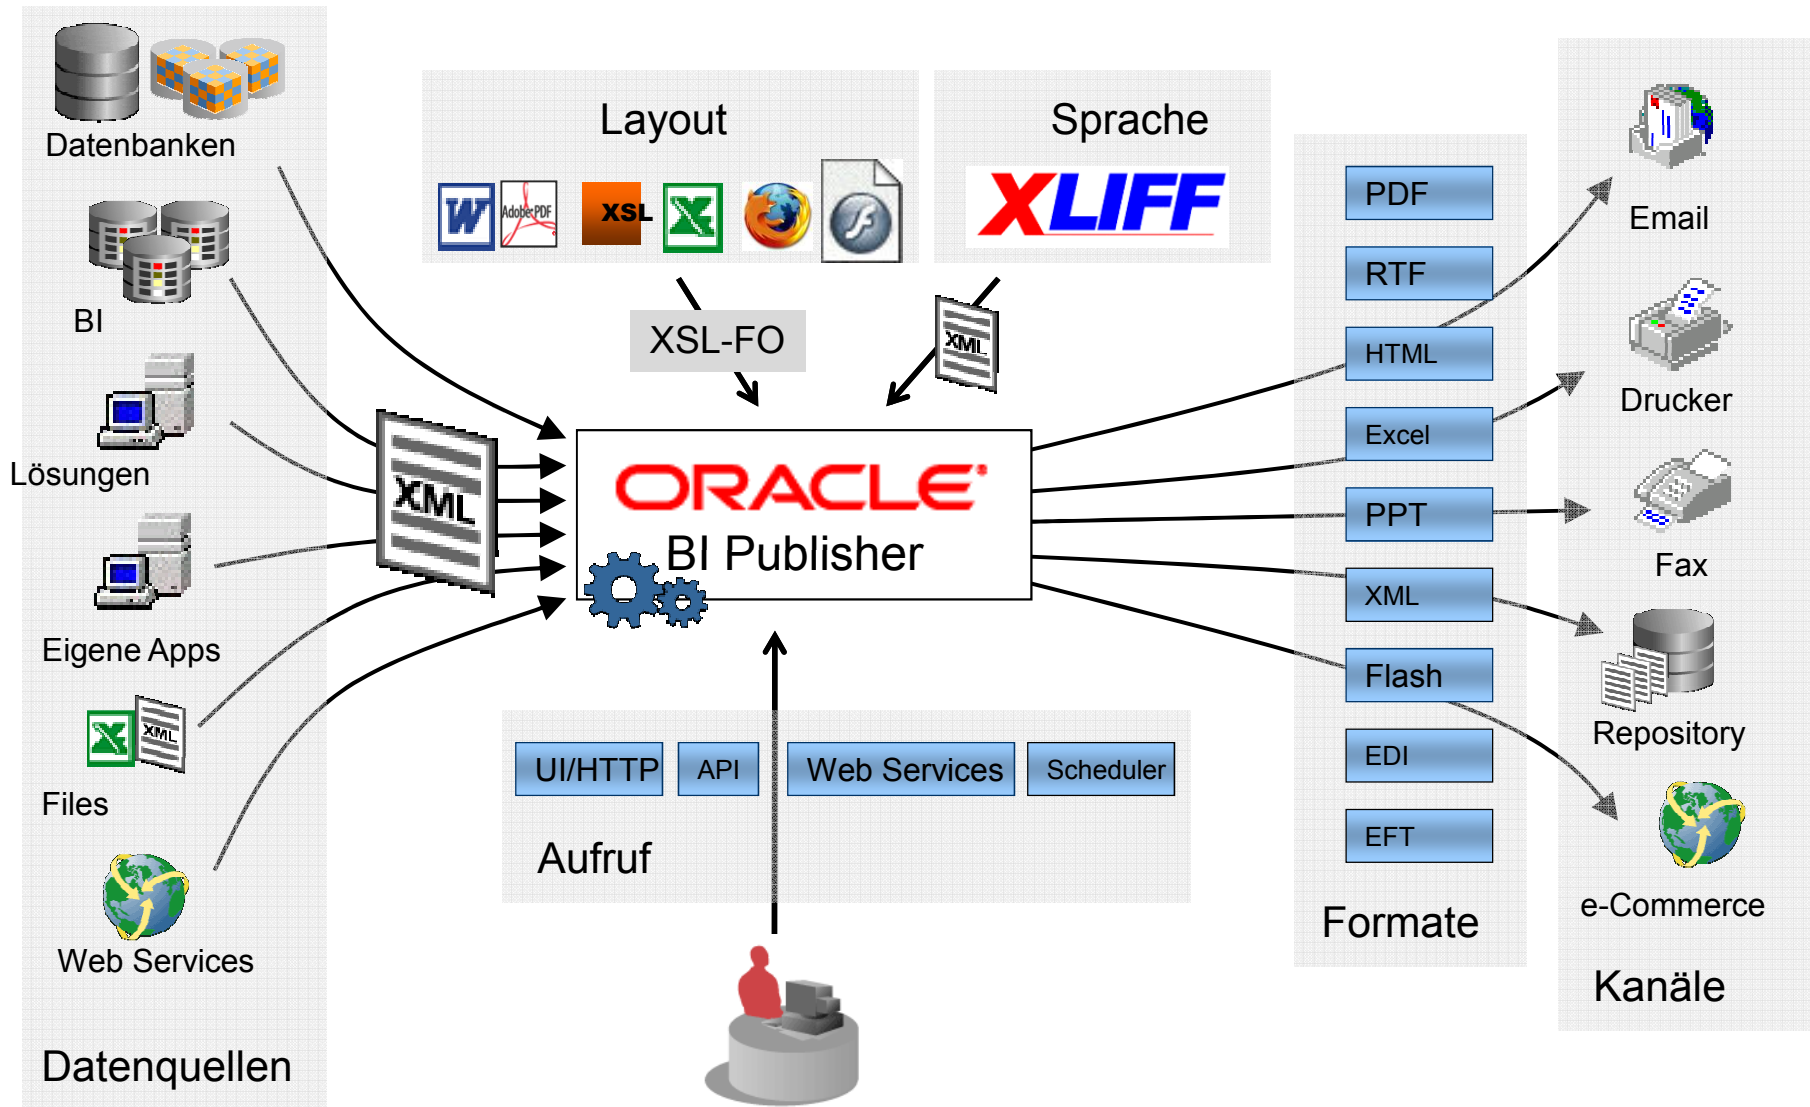 Datenbanken
BI
Lösungen
Eigene Apps
XML
Files
Web Services
Datenquellen
XML
Layout
W
Adobe PDF
XSL
X
XSL-FO
Sprache
XLIFF
XML
ORACLE
BI Publisher
UI/HTTP
API
Web Services
Scheduler
Aufruf
PDF
RTF
HTML
Excel
PPT
XML
Flash
EDI
EFT
Formate
Email
Drucker
Fax
Repository
e-Commerce
Kanäle